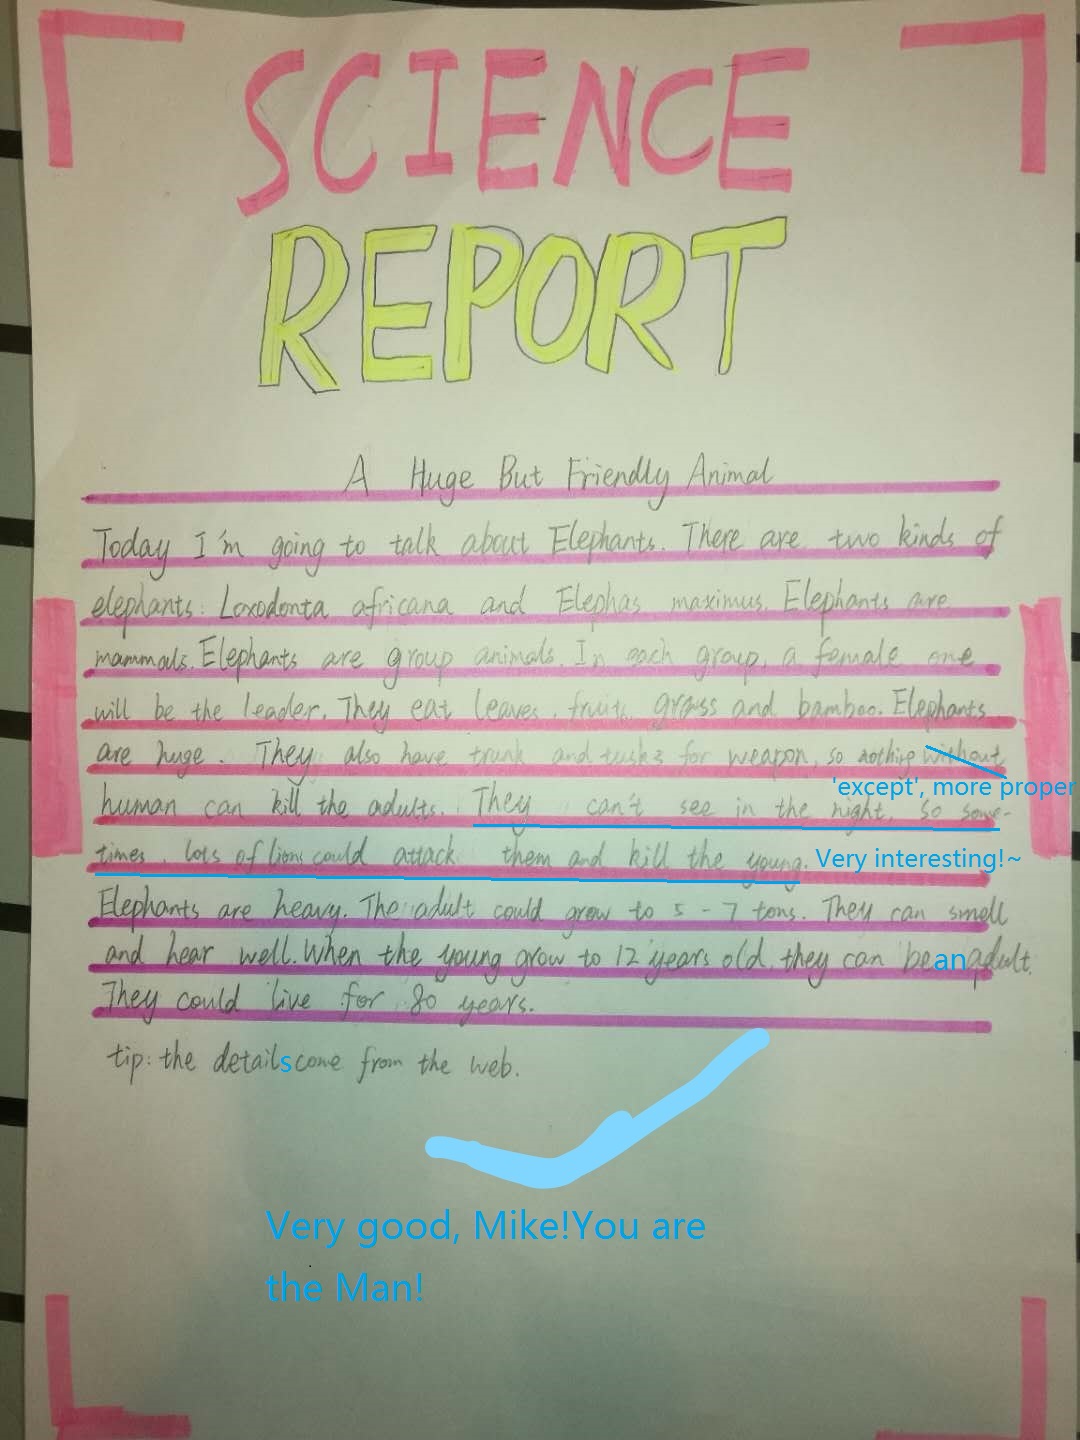 SCIENCE
REPORT
A Huge But Friendly Animal
Today I'm going to talk about Elephants. There are two kinds of
elephants: Loxodonta africana and Elephas maximus. Elephants are
mammals. Elephants are group animals. In each group, a female one
will be the leader. They eat leaves, fruits, grass and bamboo. Elephants
are huge. They also have trunk and tusks for weapon, so nothing without
'except', more proper
human can kill the adults. They can't see in the night, so some-
times, lots of lions could attack them and kill the young. Very interesting!~
Elephants are heavy. The adult could grow to 5-7 tons. They can smell
and hear well. When the young grow to 12 years old, they can be an adult.
They could live for 80 years.
tip: the details come from the web.
Very good, Mike!You are
the Man!